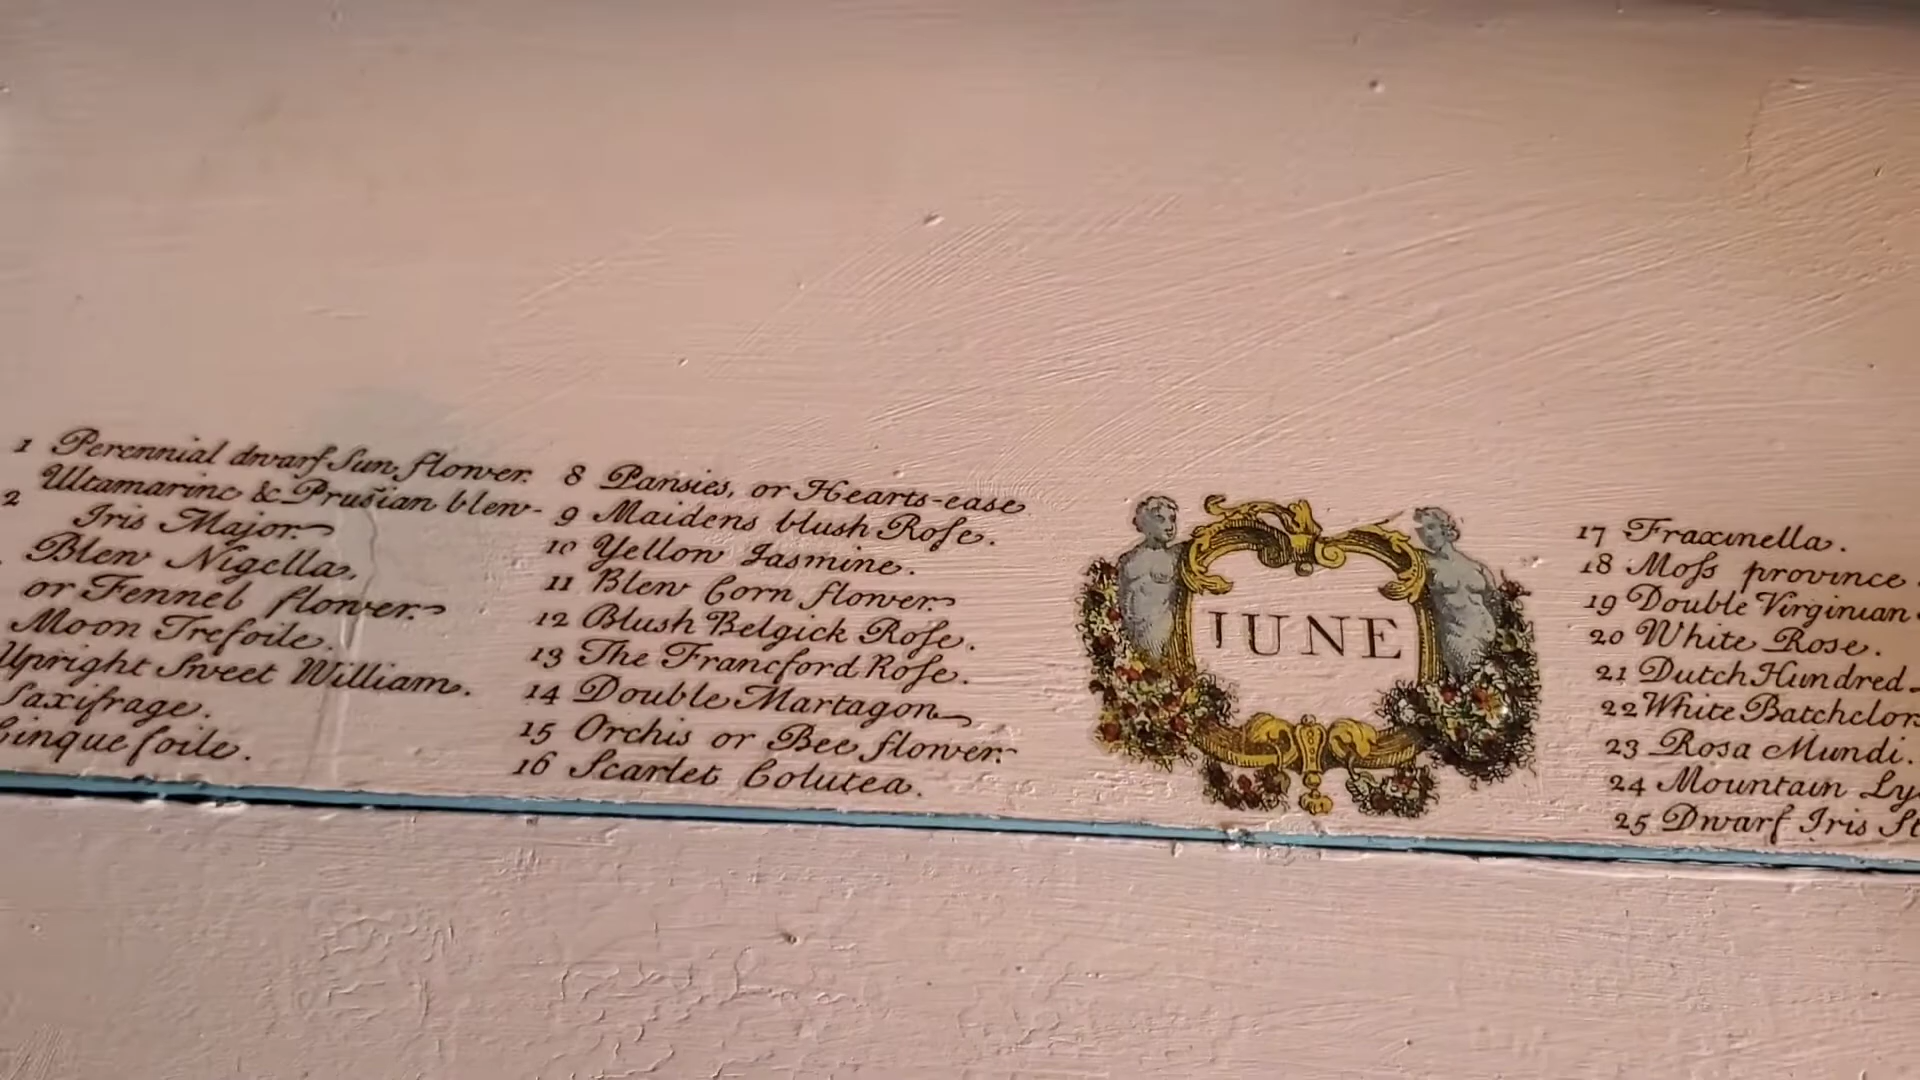 1 Perennial dwarf Sun flower.
2 Ultamarine & Prusian blew
Iris Major.
Blew Nigella,
or Fennel flower.
Moon Trefoile.
Upright Sweet William.
Saxifrage.
Cinque foile.
8 Pansies, or Hearts-ease
9 Maidens blush Rose.
10 Yellow Jasmine.
11 Blew Corn flower.
12 Blush Belgick Rose.
13 The Francford Rose.
14 Double Martagon
15 Orchis or Bee flower.
16 Scarlet Colutea.
JUNE
17 Fraxinella.
18 Moss province
19 Double Virginian
20 White Rose.
21 Dutch Hundred
22 White Batchelors
23 Rosa Mundi.
24 Mountain Ly
25 Dwarf Iris St